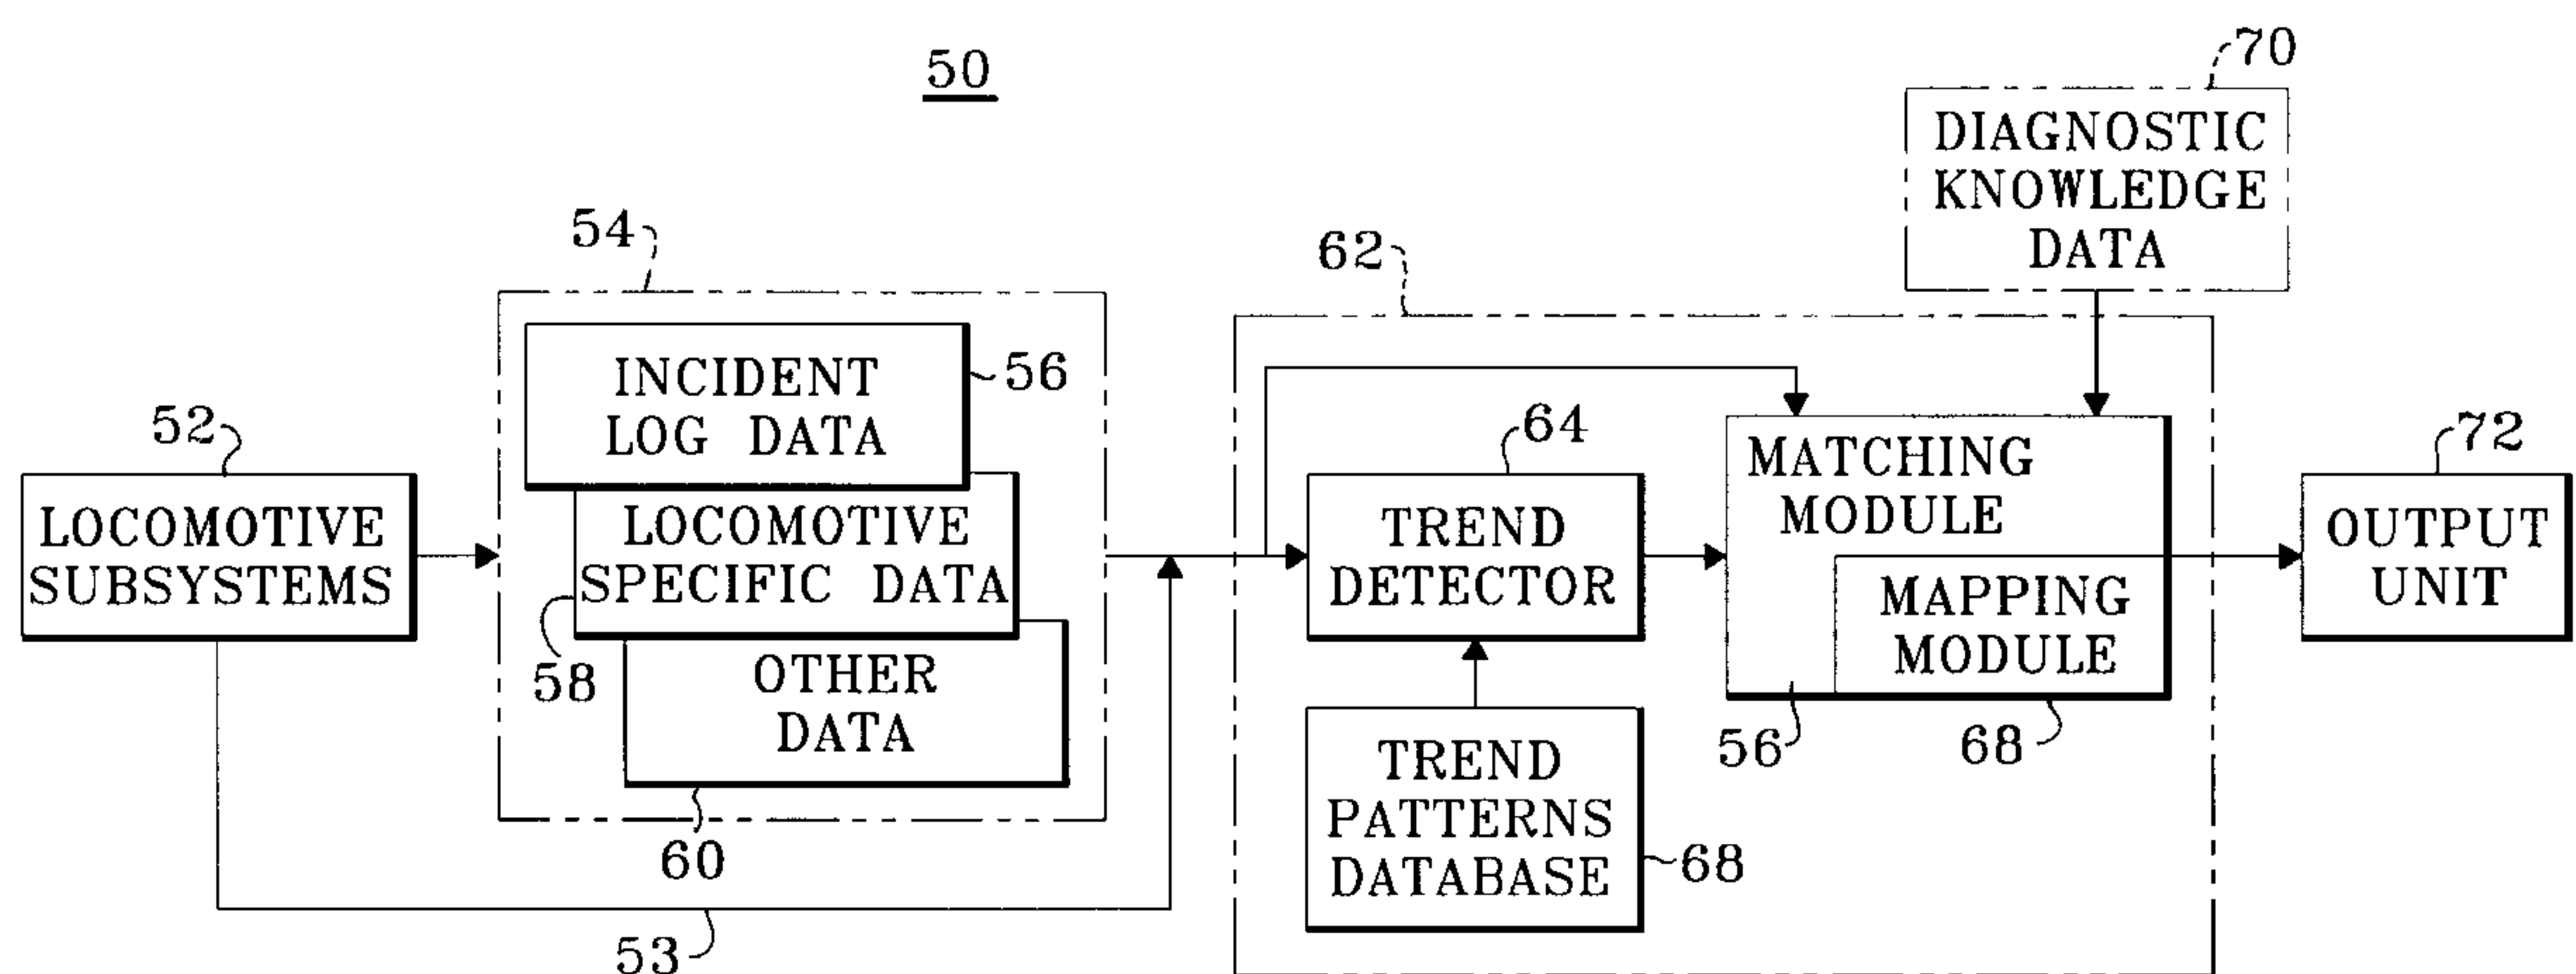 50
70
DIAGNOSTIC
KNOWLEDGE
DATA
54
62
INCIDENT
LOG DATA
56
52
LOCOMOTIVE
SUBSYSTEMS
LOCOMOTIVE
SPECIFIC DATA
58
OTHER
DATA
60
53
64
TREND
DETECTOR
MATCHING
MODULE
MAPPING
MODULE
56
68
TREND
PATTERNS
DATABASE
68
72
OUTPUT
UNIT